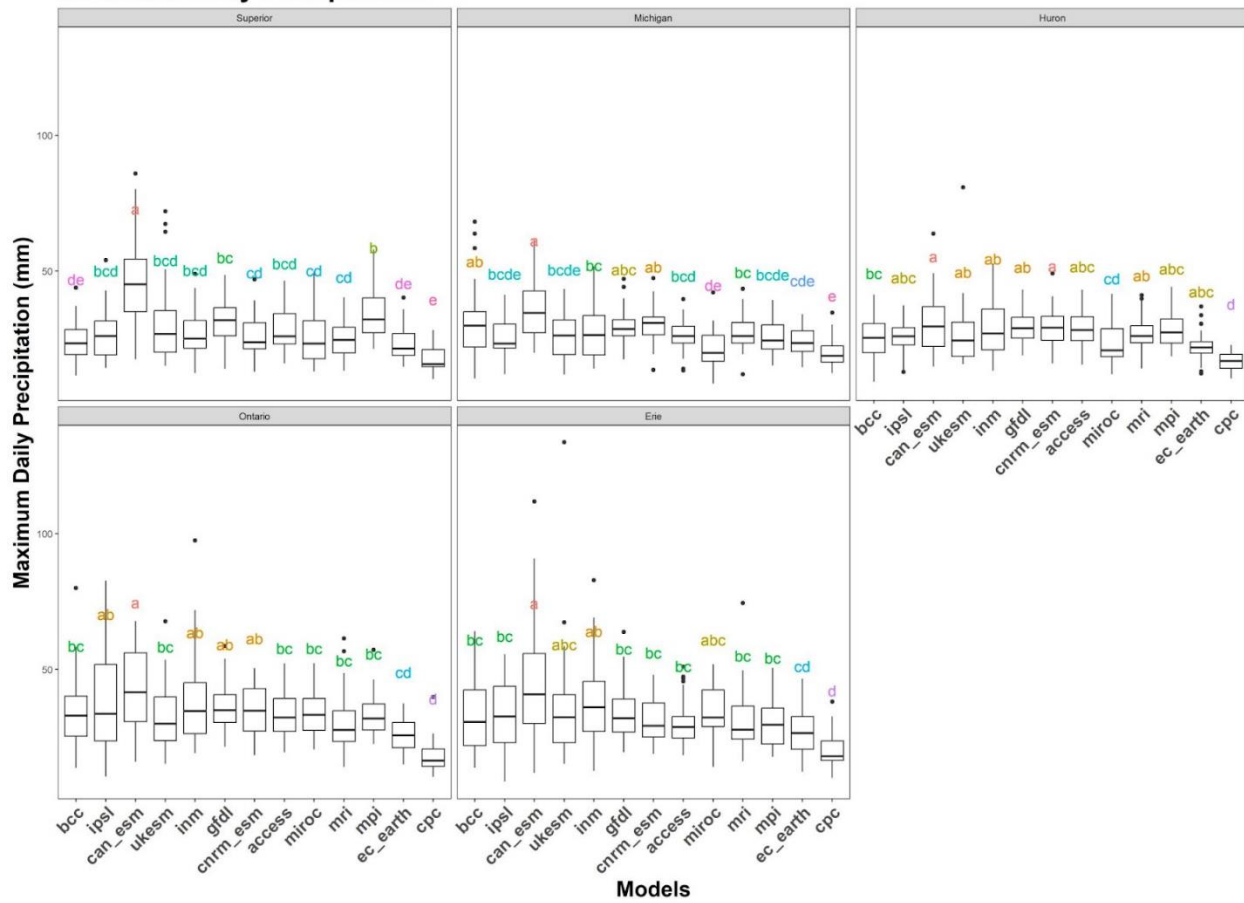 Superior
Michigan
Huron
100
50
de bcd a bcd bcd bc cd bcd cd cd b de e
ab bcde a bcde bc abc ab bcd de bc bcde cde e
bc abc a ab ab ab a abc cd ab abc abc d
bcc ipsl can_esm ukesm inm gfdl cnrm_esm access miroc mri mpi ec_earth cpc
Ontario
Erie
100
50
bc ab a bc ab ab ab bc bc bc bc cd d
bc bc a abc ab bc bc bc abc bc bc cd d
bcc ipsl can_esm ukesm inm gfdl cnrm_esm access miroc mri mpi ec_earth cpc
bcc ipsl can_esm ukesm inm gfdl cnrm_esm access miroc mri mpi ec_earth cpc
Maximum Daily Precipitation (mm)
Models